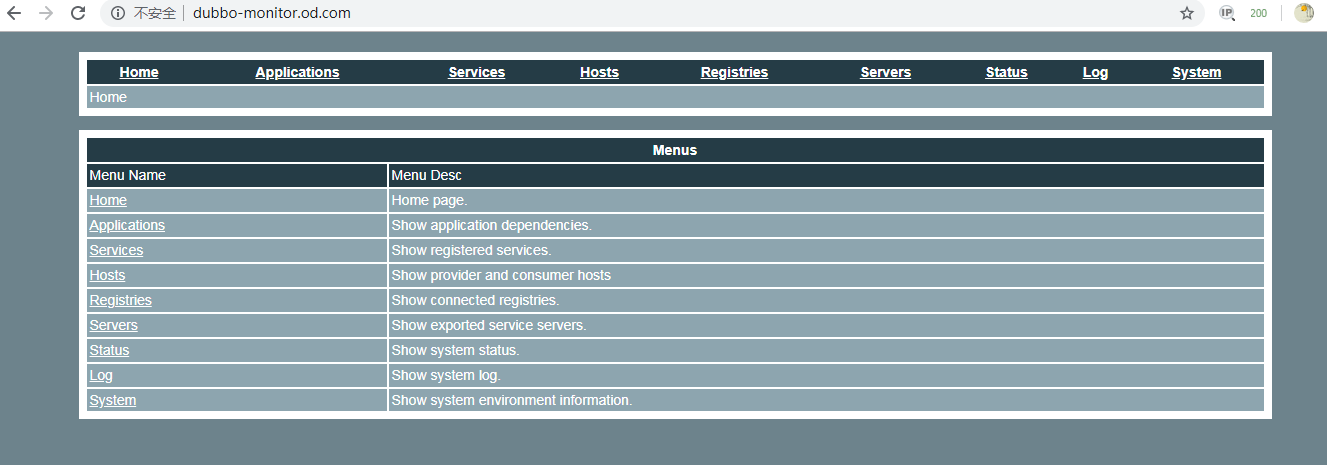 不安全 dubbo-monitor.od.com IP 200
Home Applications Services Hosts Registries Servers Status Log System
Home
Menus
Menu Name Menu Desc
Home Home page.
Applications Show application dependencies.
Services Show registered services.
Hosts Show provider and consumer hosts
Registries Show connected registries.
Servers Show exported service servers.
Status Show system status.
Log Show system log.
System Show system environment information.